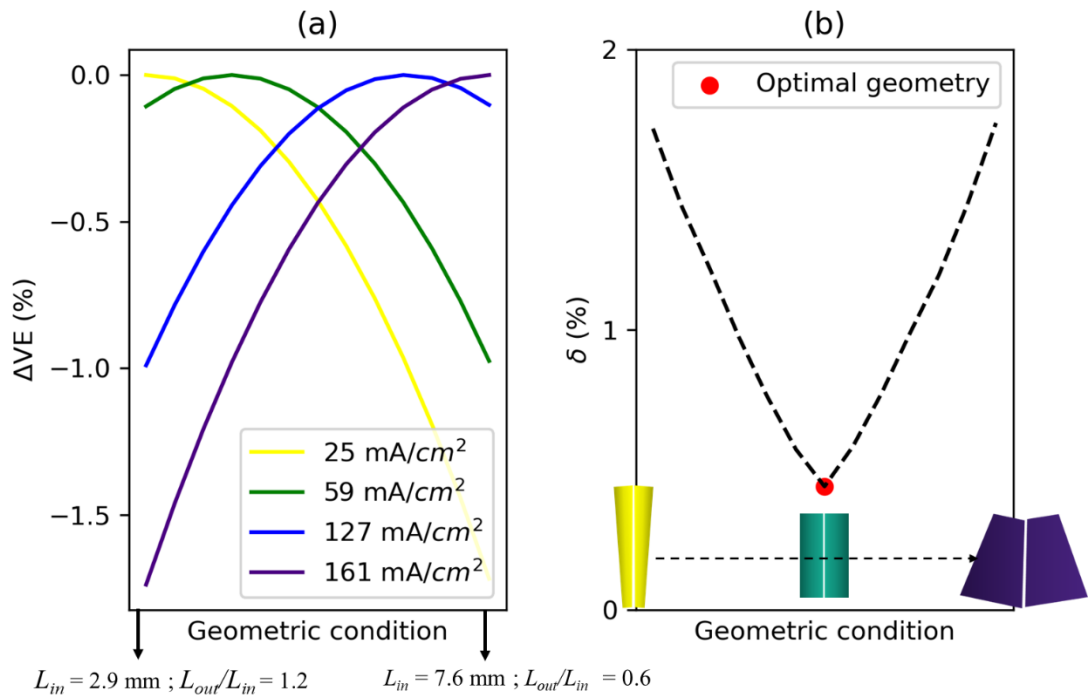 (a)
0.0
−0.5
−1.0
−1.5
ΔVE (%)
25 mA/cm²
59 mA/cm²
127 mA/cm²
161 mA/cm²
Geometric condition
L_in = 2.9 mm ; L_out/L_in = 1.2
L_in = 7.6 mm ; L_out/L_in = 0.6
(b)
2
1
0
δ (%)
Optimal geometry
Geometric condition